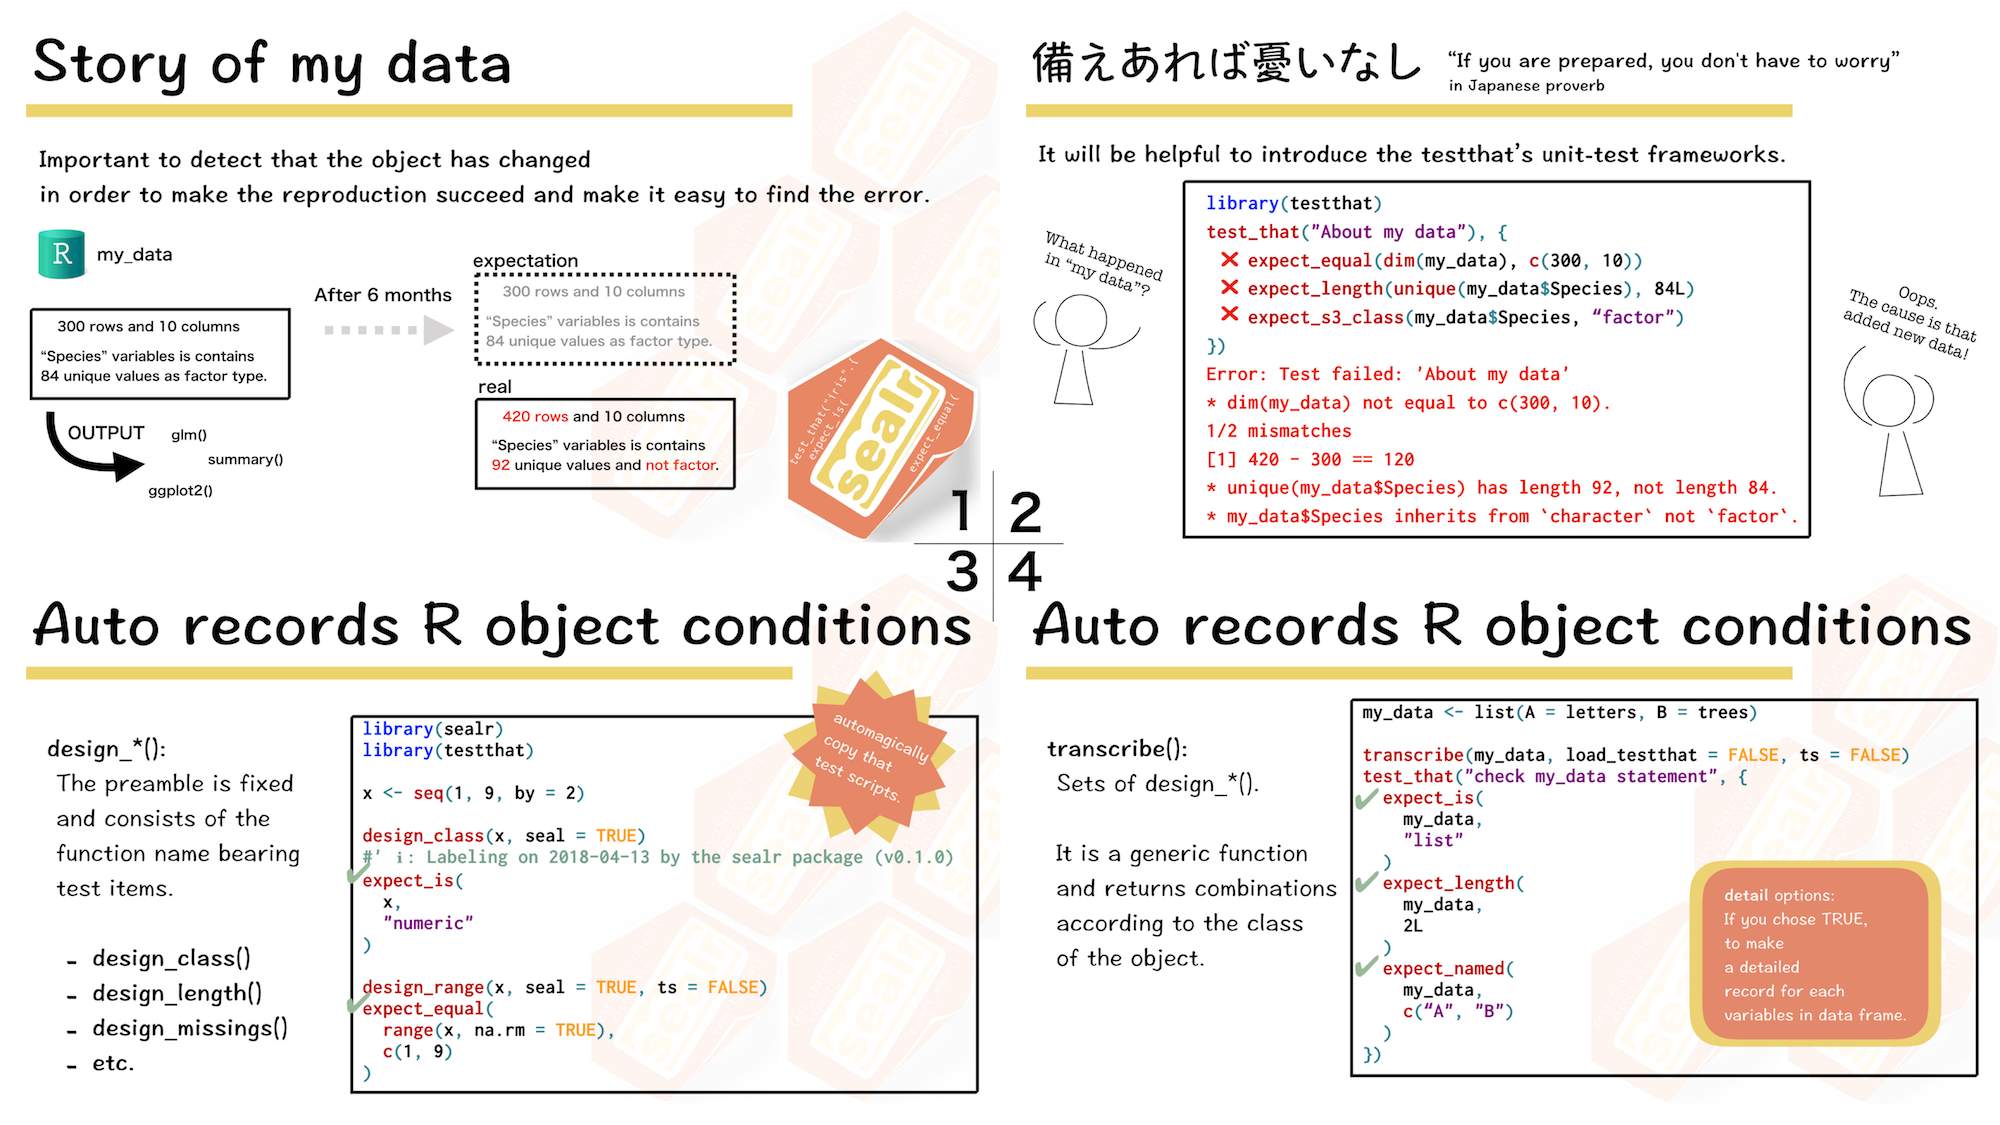 Story of my data
Important to detect that the object has changed
in order to make the reproduction succeed and make it easy to find the error.
R
my_data
300 rows and 10 columns
“Species” variables is contains
84 unique values as factor type.
OUTPUT
glm()
summary()
ggplot2()
After 6 months
expectation
300 rows and 10 columns
“Species” variables is contains
84 unique values as factor type.
real
420 rows and 10 columns
“Species” variables is contains
92 unique values and not factor.
test_that("iris",{
expect_is(
sealr
expect_equal(
1
2
3
4
備えあれば憂いなし
“If you are prepared, you don't have to worry”
in Japanese proverb
It will be helpful to introduce the testthat’s unit-test frameworks.
What happened
in “my data”?
library(testthat)
test_that("About my data"), {
expect_equal(dim(my_data), c(300, 10))
expect_length(unique(my_data$Species), 84L)
expect_s3_class(my_data$Species, “factor”)
})
Error: Test failed: 'About my data'
* dim(my_data) not equal to c(300, 10).
1/2 mismatches
[1] 420 - 300 == 120
* unique(my_data$Species) has length 92, not length 84.
* my_data$Species inherits from `character` not `factor`.
Oops.
The cause is that
added new data!
Auto records R object conditions
design_*():
The preamble is fixed
and consists of the
function name bearing
test items.
- design_class()
- design_length()
- design_missings()
- etc.
library(sealr)
library(testthat)
x <- seq(1, 9, by = 2)
design_class(x, seal = TRUE)
#' i: Labeling on 2018-04-13 by the sealr package (v0.1.0)
expect_is(
x,
"numeric"
)
design_range(x, seal = TRUE, ts = FALSE)
expect_equal(
range(x, na.rm = TRUE),
c(1, 9)
)
automagically
copy that
test scripts.
Auto records R object conditions
transcribe():
Sets of design_*().
It is a generic function
and returns combinations
according to the class
of the object.
my_data <- list(A = letters, B = trees)
transcribe(my_data, load_testthat = FALSE, ts = FALSE)
test_that("check my_data statement", {
expect_is(
my_data,
"list"
)
expect_length(
my_data,
2L
)
expect_named(
my_data,
c(“A", "B")
)
})
detail options:
If you chose TRUE,
to make
a detailed
record for each
variables in data frame.